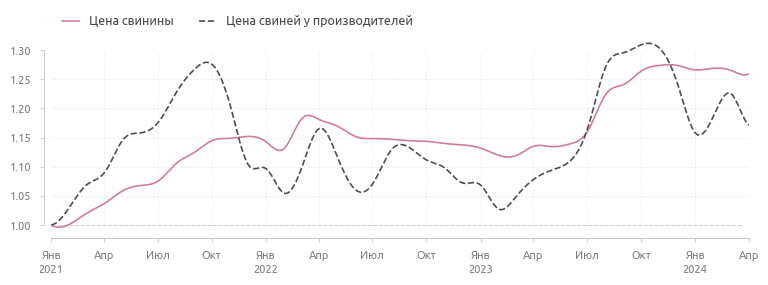 Цена свинины Цена свиней у производителей
1.30
1.25
1.20
1.15
1.10
1.05
1.00
Янв Апр Июл Окт Янв Апр Июл Окт Янв Апр Июл Окт Янв Апр
2021 2022 2023 2024